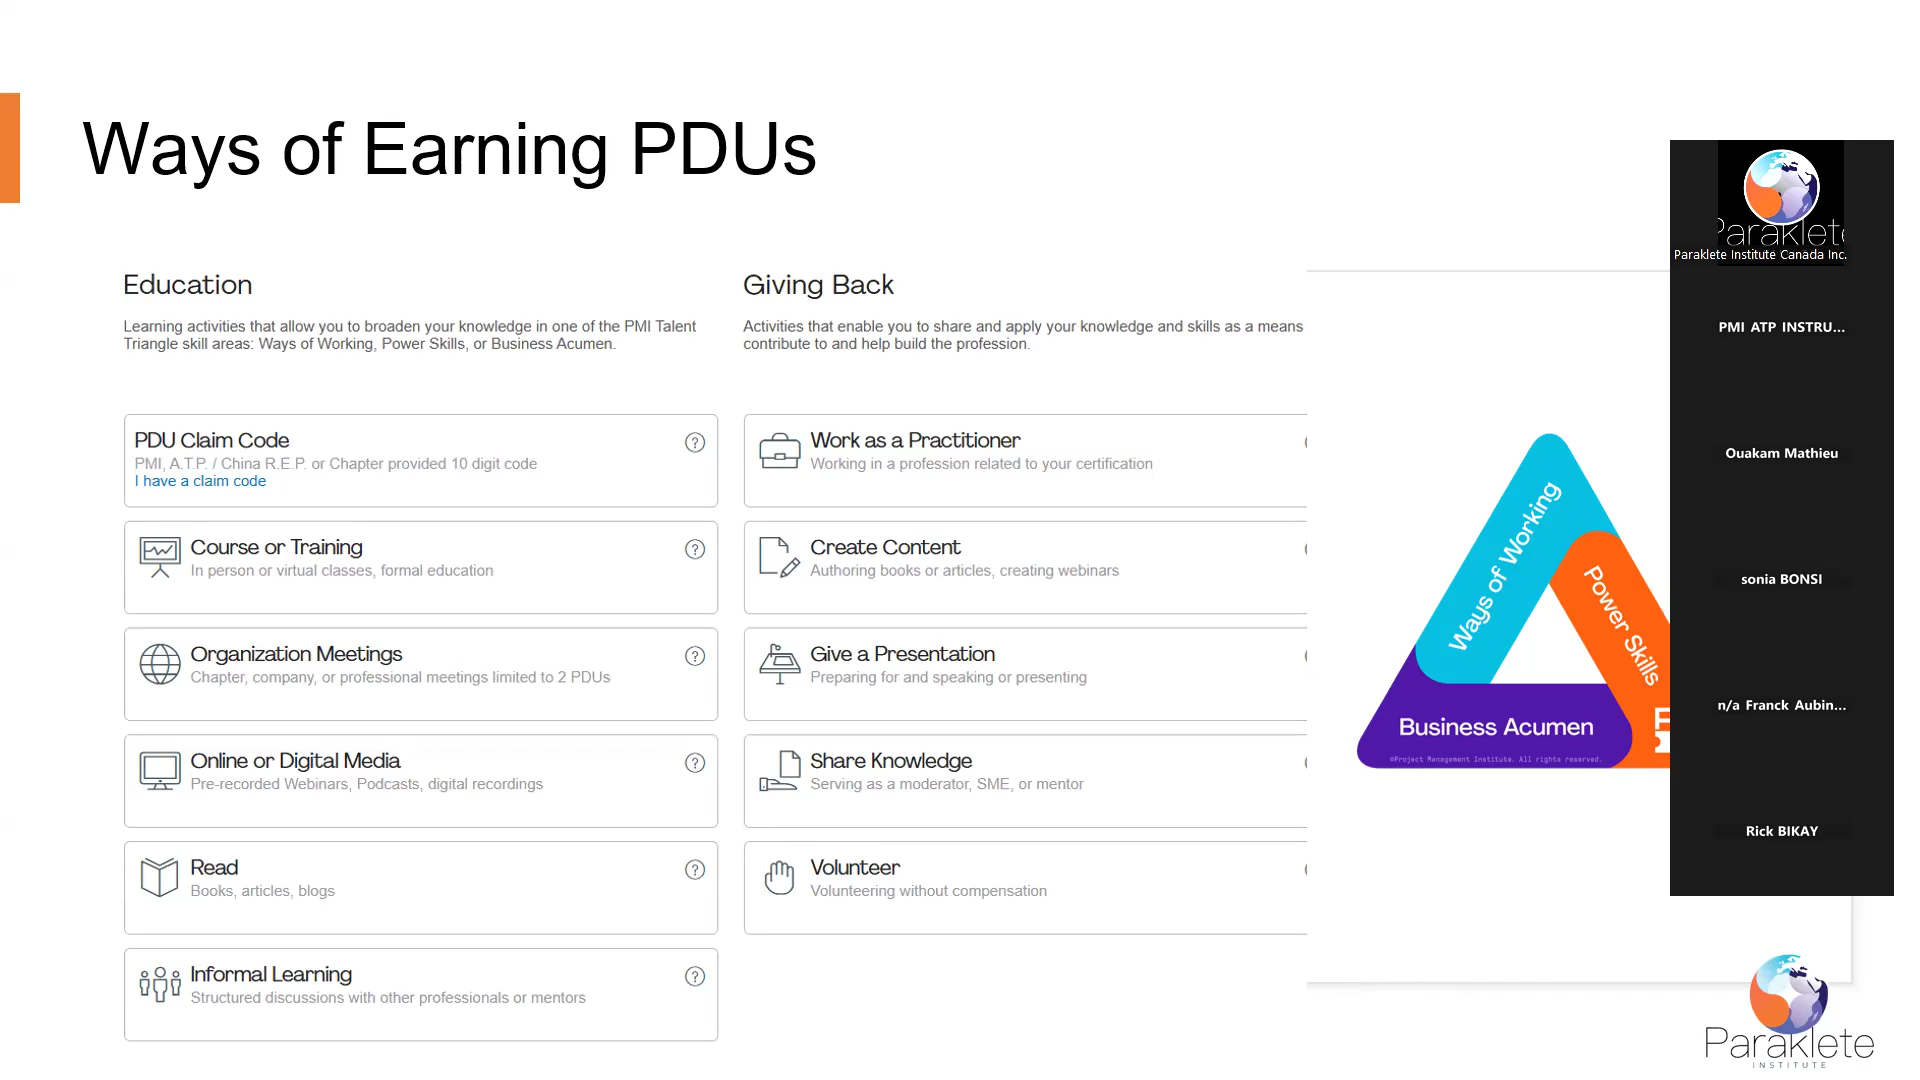 Ways of Earning PDUs
Education
Learning activities that allow you to broaden your knowledge in one of the PMI Talent
Triangle skill areas: Ways of Working, Power Skills, or Business Acumen.
PDU Claim Code
PMI, A.T.P. / China R.E.P. or Chapter provided 10 digit code
I have a claim code
Course or Training
In person or virtual classes, formal education
Organization Meetings
Chapter, company, or professional meetings limited to 2 PDUs
Online or Digital Media
Pre-recorded Webinars, Podcasts, digital recordings
Read
Books, articles, blogs
Informal Learning
Structured discussions with other professionals or mentors
Giving Back
Activities that enable you to share and apply your knowledge and skills as a means
contribute to and help build the profession.
Work as a Practitioner
Working in a profession related to your certification
Create Content
Authoring books or articles, creating webinars
Give a Presentation
Preparing for and speaking or presenting
Share Knowledge
Serving as a moderator, SME, or mentor
Volunteer
Volunteering without compensation
Ways of Working
Power Skills
Business Acumen
©Project Management Institute. All rights reserved.
Paraklete Institute Canada Inc.
PMI ATP INSTRU...
Ouakam Mathieu
sonia BONSI
n/a Franck Aubin...
Rick BIKAY
Paraklete
INSTITUTE